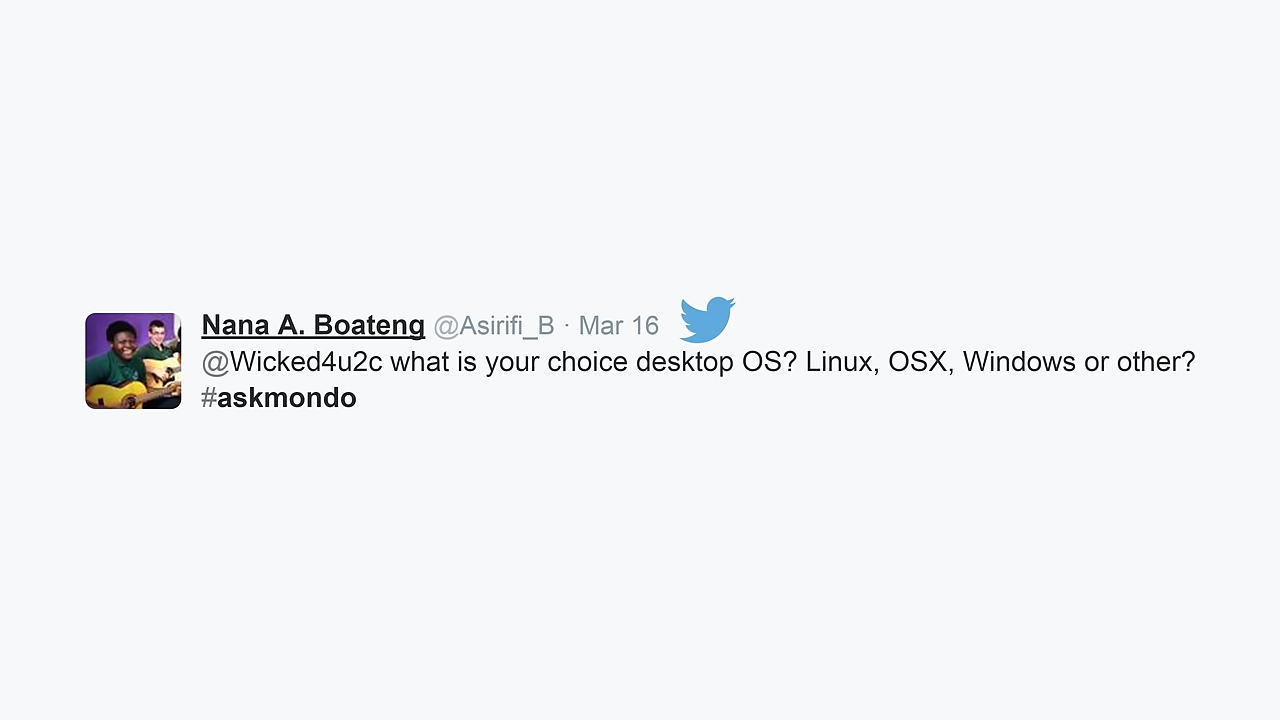 Nana A. Boateng @Asirifi_B · Mar 16
@Wicked4u2c what is your choice desktop OS? Linux, OSX, Windows or other?
#askmondo